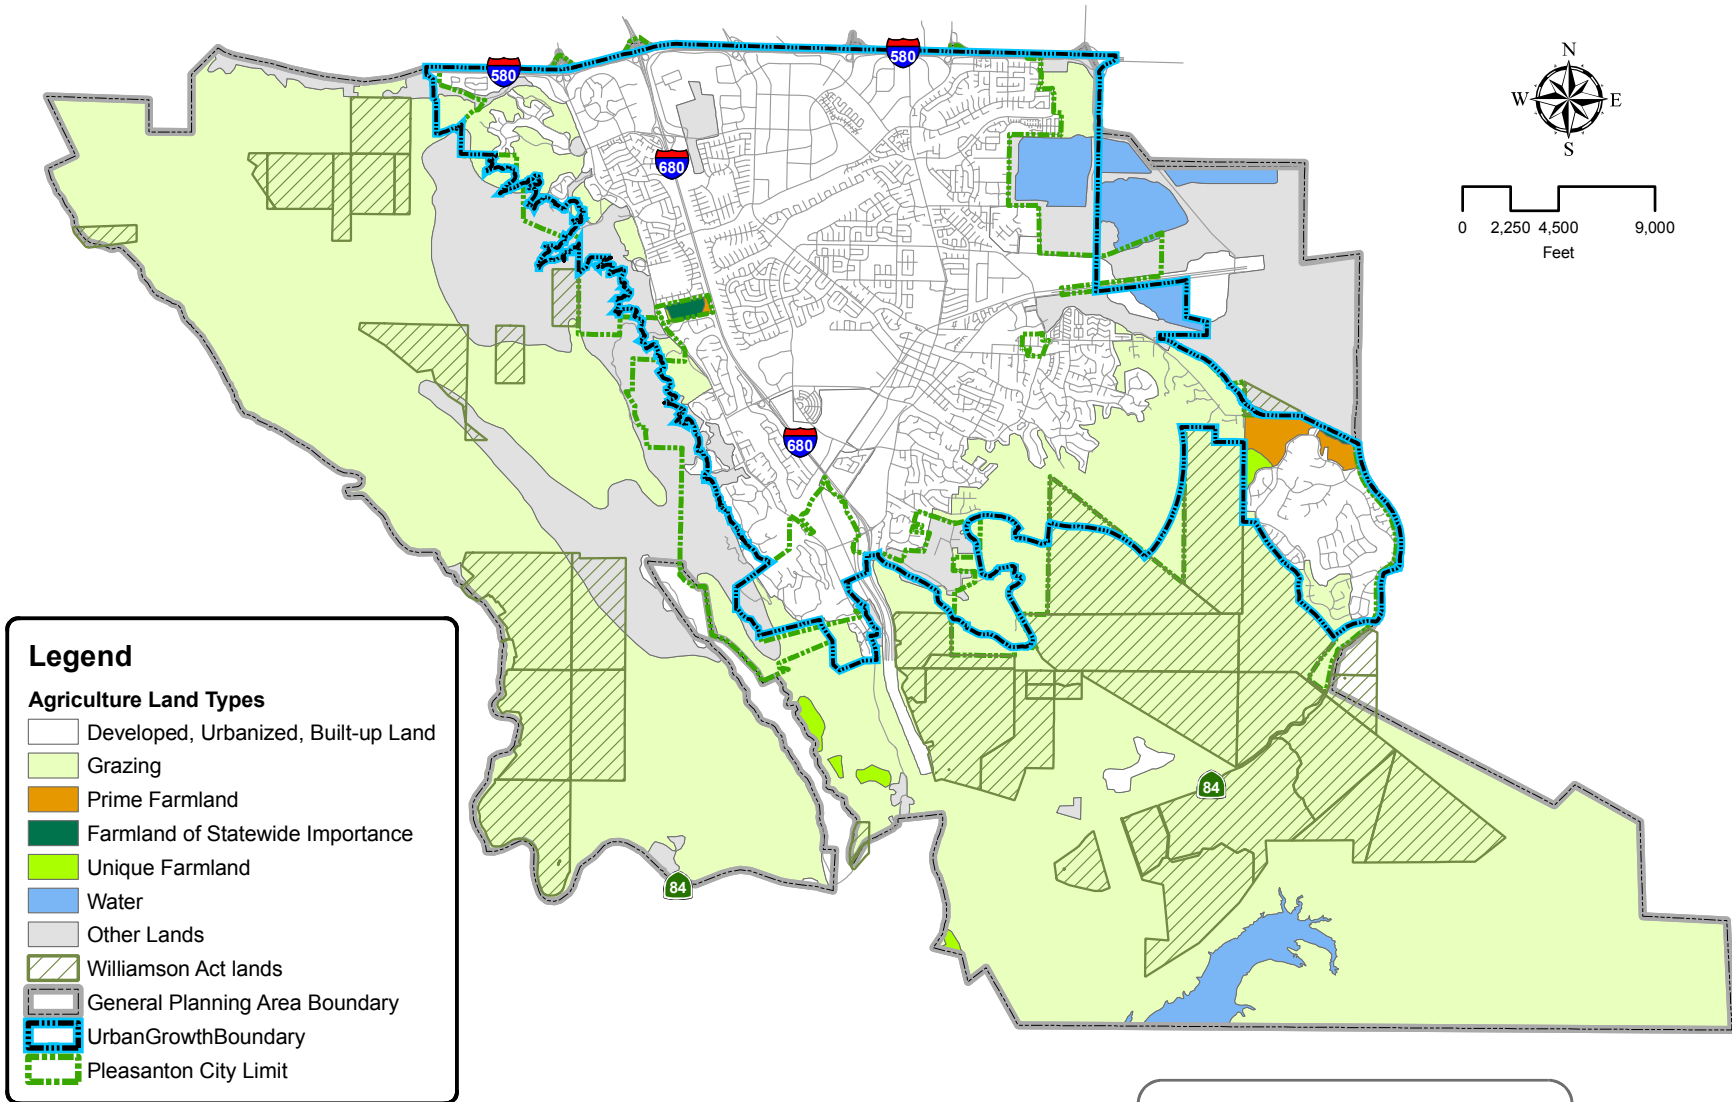 580
580
680
680
84
84
N
W E
S
0 2,250 4,500 9,000
Feet
Legend
Agriculture Land Types
Developed, Urbanized, Built-up Land
Grazing
Prime Farmland
Farmland of Statewide Importance
Unique Farmland
Water
Other Lands
Williamson Act lands
General Planning Area Boundary
UrbanGrowthBoundary
Pleasanton City Limit